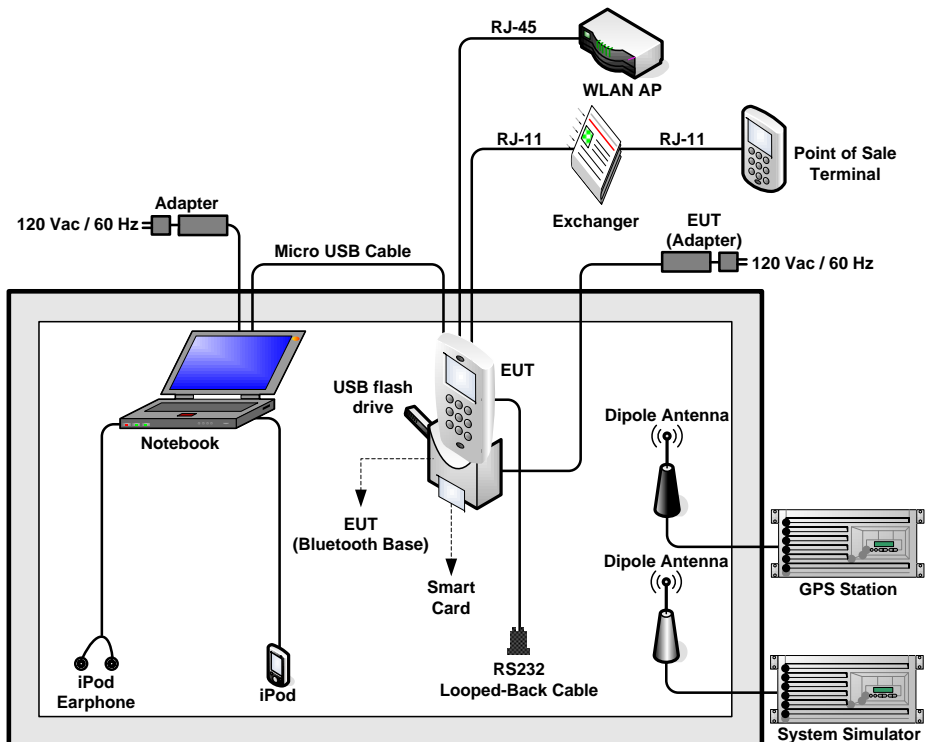 RJ-45
WLAN AP
RJ-11
RJ-11
Point of Sale
Terminal
Exchanger
Adapter
120 Vac / 60 Hz
EUT
(Adapter)
120 Vac / 60 Hz
Micro USB Cable
EUT
USB flash
drive
Notebook
Dipole Antenna
EUT
(Bluetooth Base)
Smart
Card
Dipole Antenna
GPS Station
RS232
Looped-Back Cable
iPod
Earphone
iPod
System Simulator